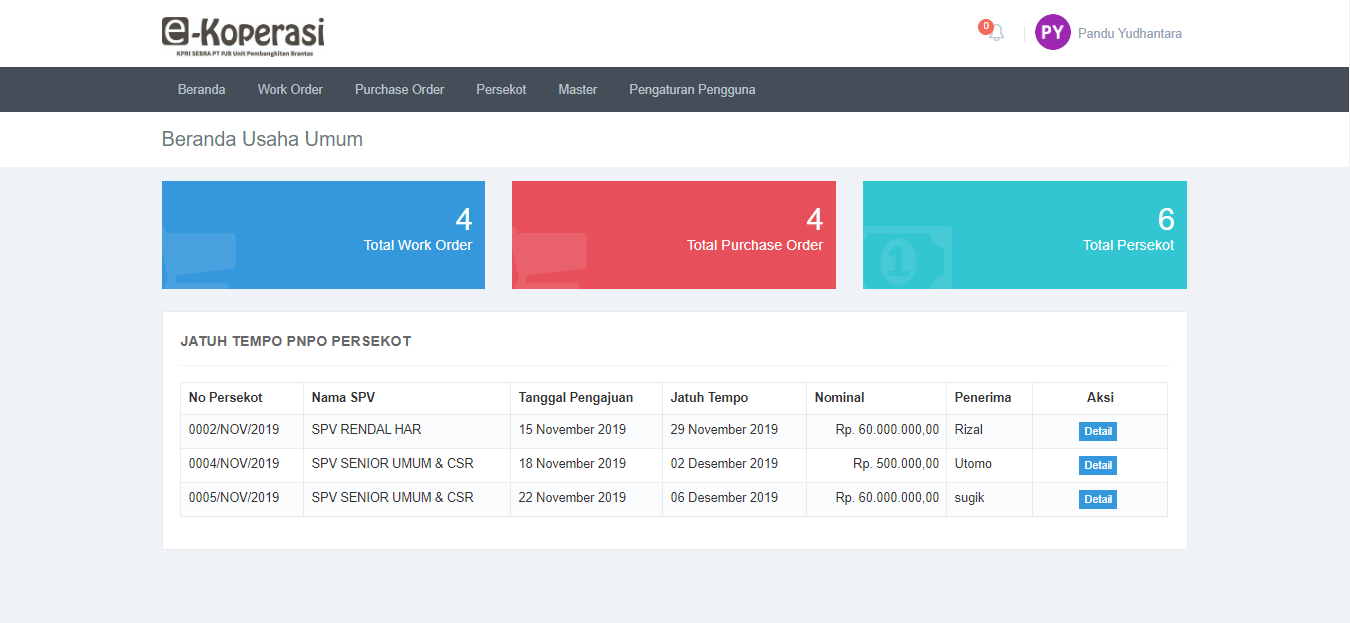 e-Koperasi
KPRI SEBRA PT PJB Unit Pembangkitan Brantas
0
PY Pandu Yudhantara
Beranda Work Order Purchase Order Persekot Master Pengaturan Pengguna
Beranda Usaha Umum
4
Total Work Order
4
Total Purchase Order
1
6
Total Persekot
JATUH TEMPO PNPO PERSEKOT
No Persekot Nama SPV Tanggal Pengajuan Jatuh Tempo Nominal Penerima Aksi
0002/NOV/2019 SPV RENDAL HAR 15 November 2019 29 November 2019 Rp. 60.000.000,00 Rizal Detail
0004/NOV/2019 SPV SENIOR UMUM & CSR 18 November 2019 02 Desember 2019 Rp. 500.000,00 Utomo Detail
0005/NOV/2019 SPV SENIOR UMUM & CSR 22 November 2019 06 Desember 2019 Rp. 60.000.000,00 sugik Detail